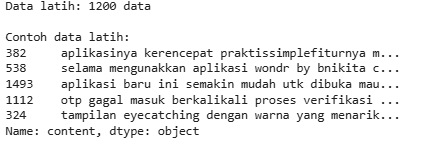 Data latih: 1200 data
Contoh data latih:
382 aplikasinya kerencepat praktissimplefiturnya m...
538 selama mengunakkan aplikasi wondr by bnikita c...
1493 aplikasi baru ini semakin mudah utk dibuka mau...
1112 otp gagal masuk berkalikali proses verifikasi ...
324 tampilan eyecatching dengan warna yang menarik...
Name: content, dtype: object